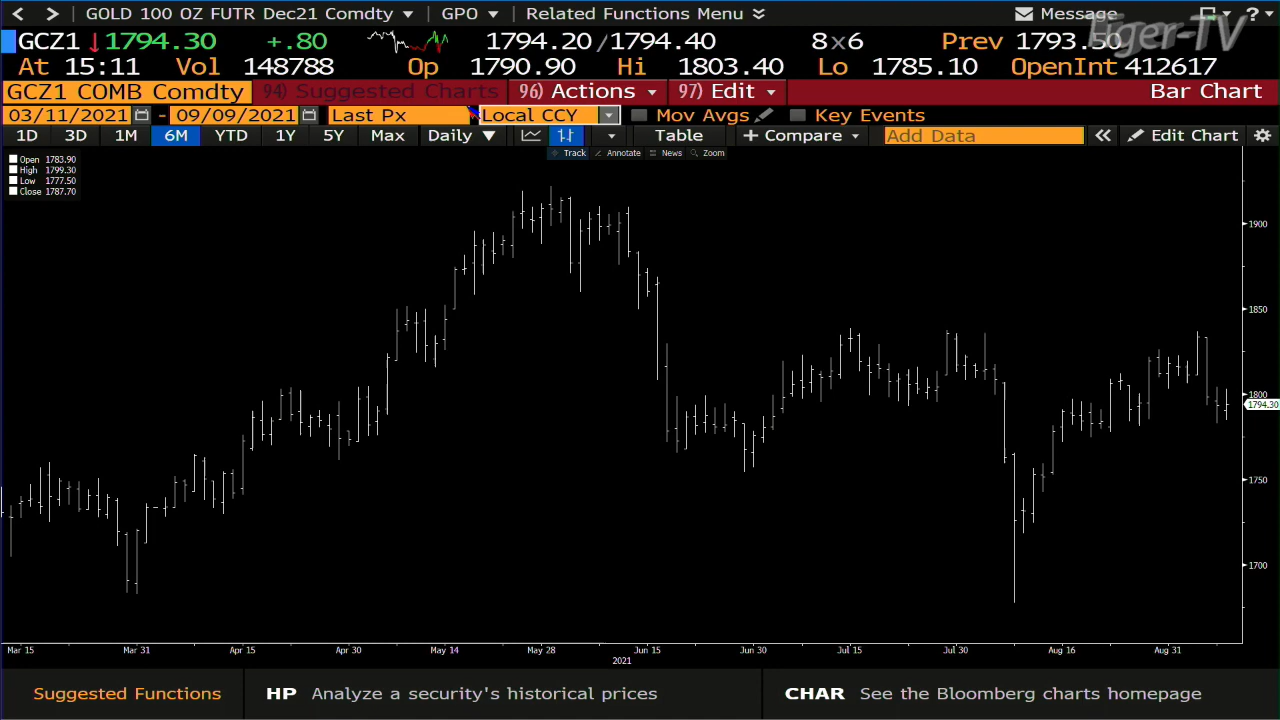 GOLD 100 OZ FUTR Dec21 Comdty GPO Related Functions Menu Message ?
Eger-TV
GCZ1 1794.30 +.80 1794.20 /1794.40 8x6 Prev 1793.50
At 15:11 Vol 148788 Op 1790.90 Hi 1803.40 Lo 1785.10 OpenInt 412617
GCZ1 COMB Comdty 94) Suggested Charts 96) Actions 97) Edit Bar Chart
03/11/2021 - 09/09/2021 Last Px Local CCY Mov Avgs Key Events
1D 3D 1M 6M YTD 1Y 5Y Max Daily Table + Compare Add Data Edit Chart
Track Annotate News Zoom
Open 1783.90
High 1799.30
Low 1777.50
Close 1787.70
1900
1850
1800
1794.30
1750
1700
Mar 15 Mar 31 Apr 15 Apr 30 May 14 May 28 Jun 15 Jun 30 Jul 15 Jul 30 Aug 16 Aug 31
2021
Suggested Functions HP Analyze a security's historical prices CHAR See the Bloomberg charts homepage